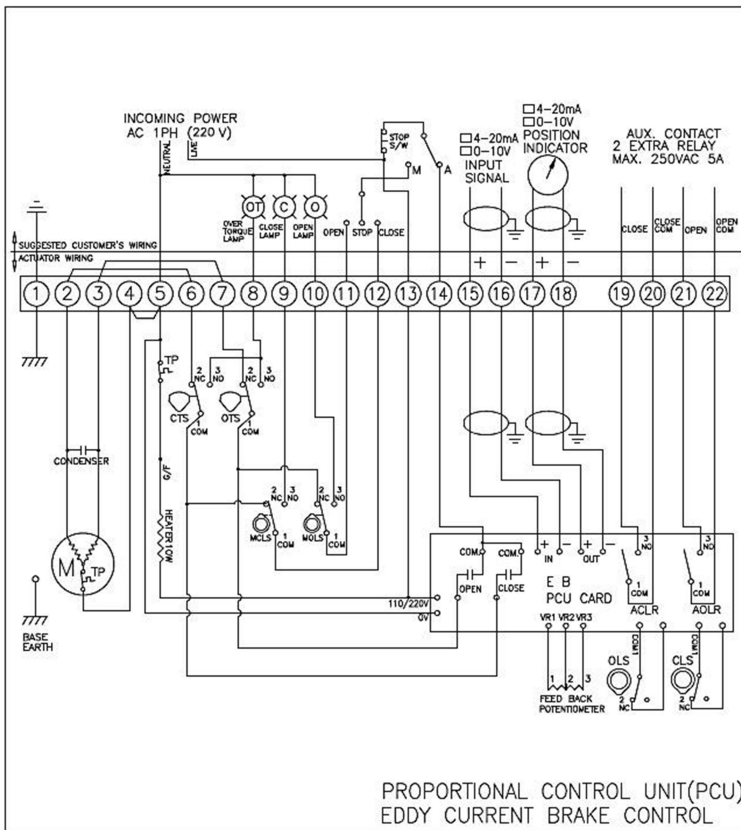 INCOMING POWER
AC 1PH (220 V)
NEUTRAL
LIVE
STOP
S/W
M
A
□4-20mA
□0-10V
INPUT
SIGNAL
□4-20mA
□0-10V
POSITION
INDICATOR
AUX. CONTACT
2 EXTRA RELAY
MAX. 250VAC 5A
OT
C
O
OVER
TORQUE
LAMP
CLOSE
LAMP
OPEN
LAMP
OPEN
STOP
CLOSE
CLOSE
CLOSE
COM
OPEN
OPEN
COM
SUGGESTED CUSTOMER'S WIRING
ACTUATOR WIRING
+ − + −
1 2 3 4 5 6 7 8 9 10 11 12 13 14 15 16 17 18 19 20 21 22
TP
2
NC
3
NO
2
NC
3
NO
CTS
1
COM
OTS
1
COM
CONDENSER
G/F
HEATER10W
2
NC
3
NO
2
NC
3
NO
MCLS
1
COM
MOLS
1
COM
M
TP
BASE
EARTH
COM
COM
+ −
IN
+ −
OUT
3
NO
3
NO
OPEN
CLOSE
E B
PCU CARD
1
COM
ACLR
1
COM
AOLR
110/220V
0V
VR1 VR2 VR3
COM1
COM1
OLS
CLS
1 2 3
FEED BACK
POTENTIOMETER
2
NC
2
NC
PROPORTIONAL CONTROL UNIT(PCU)
EDDY CURRENT BRAKE CONTROL